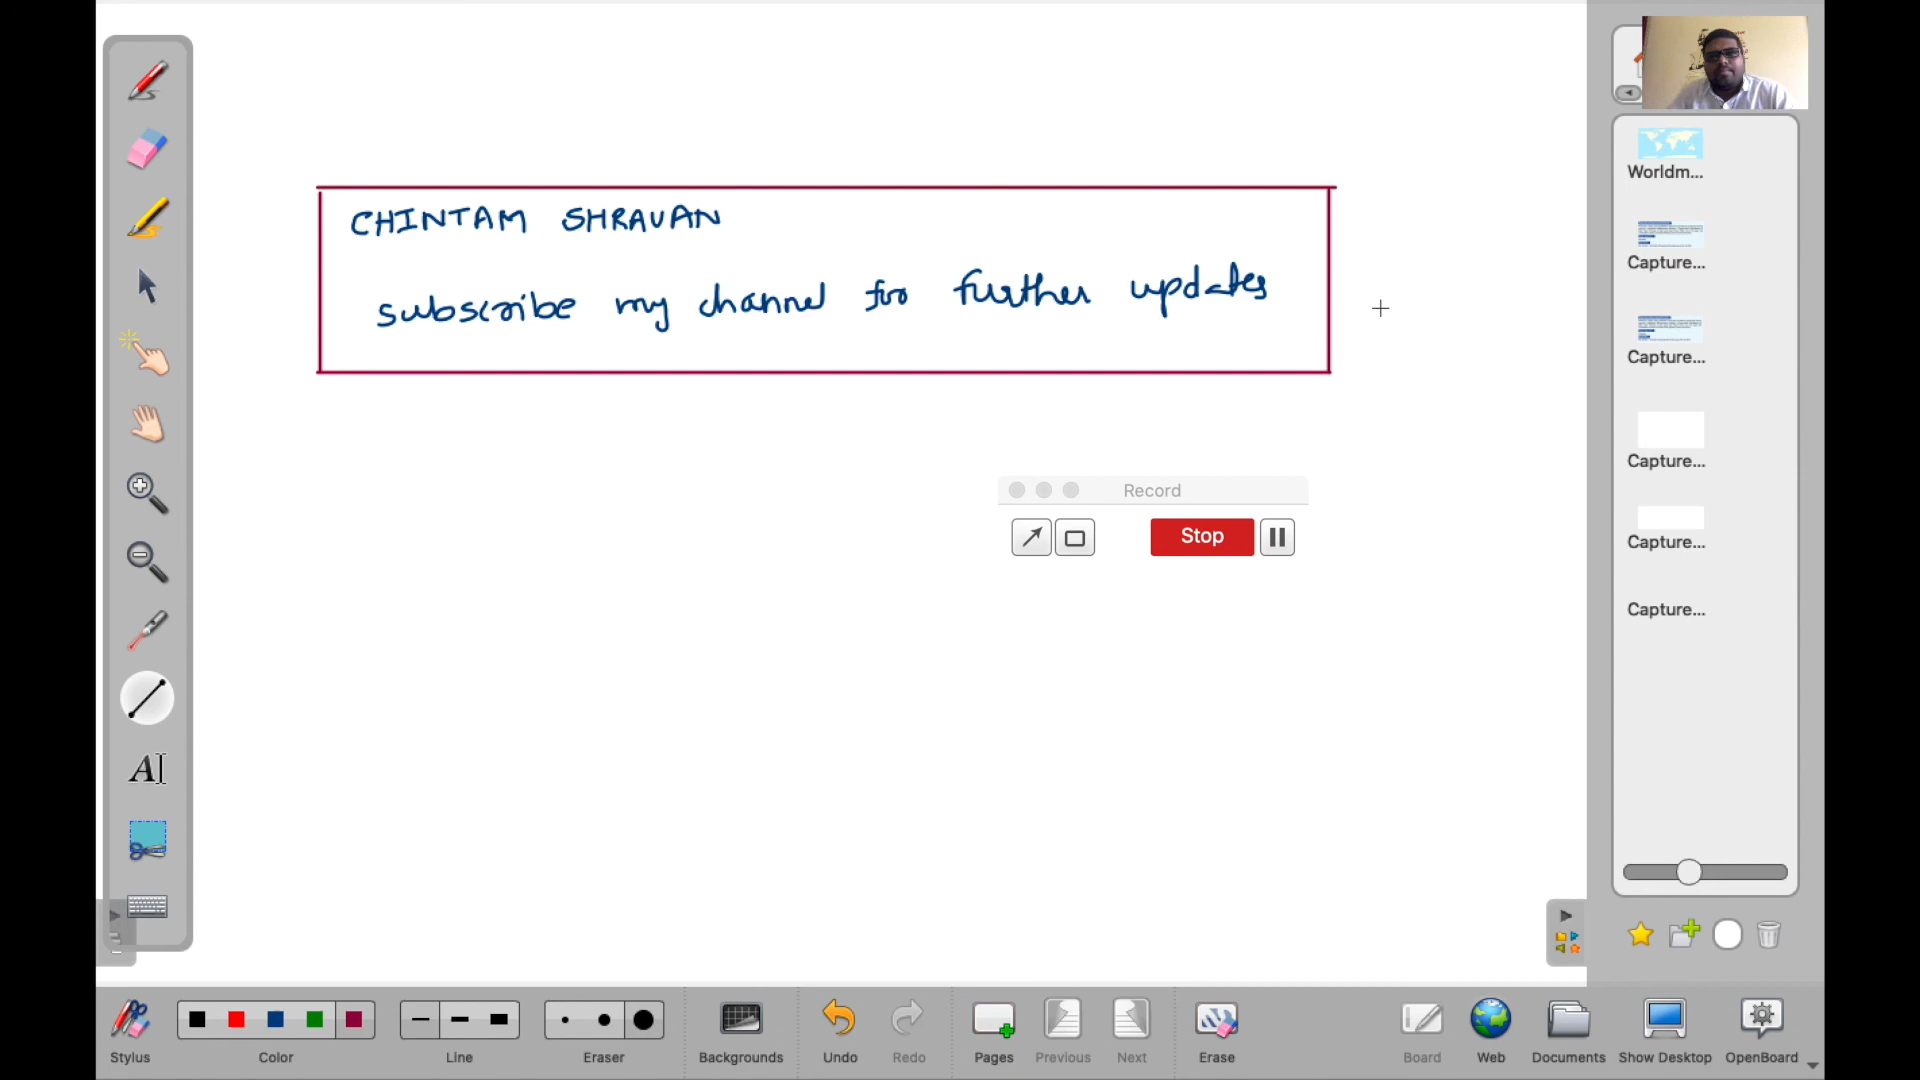 CHINTAM SHRAVAN
subscribe my channel for further updates
Record
Stop
Worldm...
Capture...
Capture...
Capture...
Capture...
Capture...
AI
Stylus
Color
Line
Eraser
Backgrounds
Undo
Redo
Pages
Previous
Next
Erase
Board
Web
Documents
Show Desktop
OpenBoard